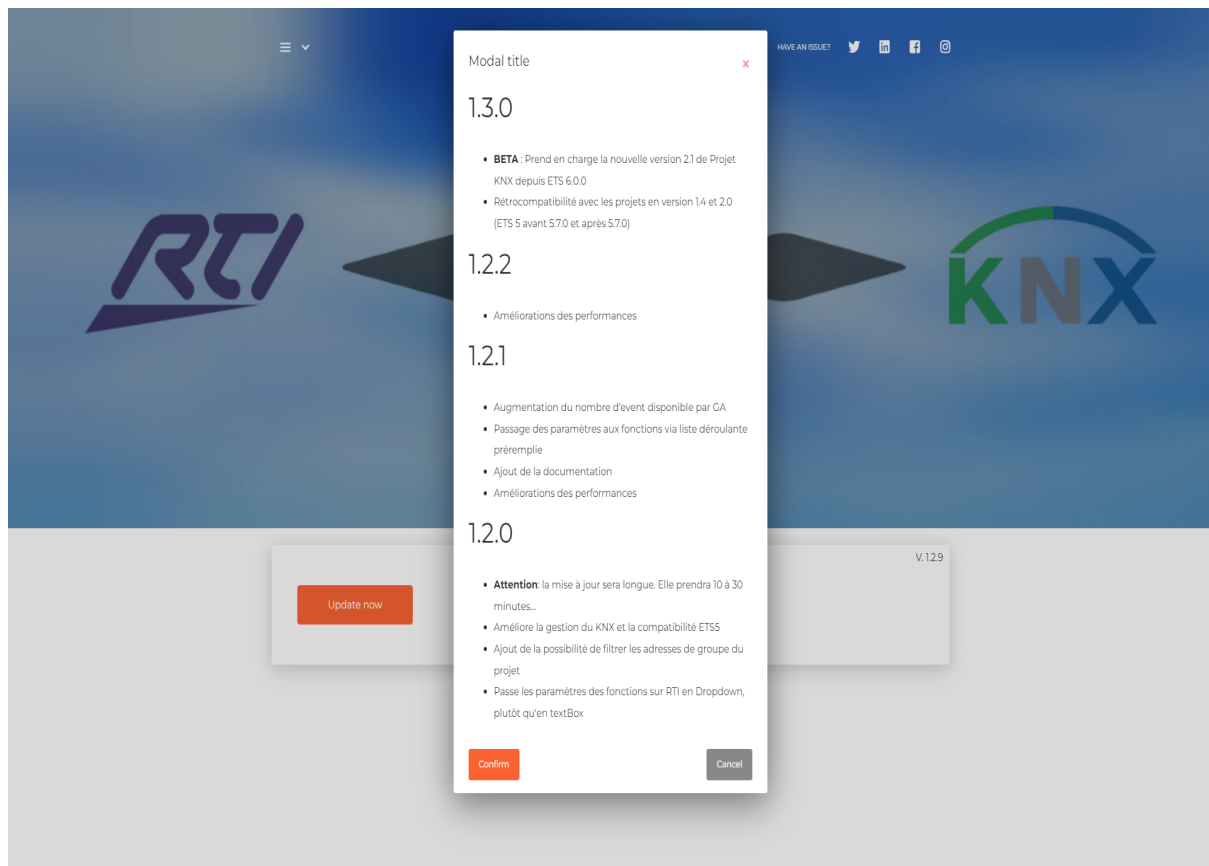 HAVE AN ISSUE?
Modal title
x
1.3.0
BETA : Prend en charge la nouvelle version 2.1 de Projet
KNX depuis ETS 6.0.0
Rétrocompatibilité avec les projets en version 1.4 et 2.0
(ETS 5 avant 5.7.0 et après 5.7.0)
RTI
KNX
1.2.2
Améliorations des performances
1.2.1
Augmentation du nombre d'event disponible par GA
Passage des paramètres aux fonctions via liste déroulante
préremplie
Ajout de la documentation
Améliorations des performances
1.2.0
V. 1.2.9
Attention: la mise à jour sera longue. Elle prendra 10 à 30
minutes...
Update now
Améliore la gestion du KNX et la compatibilité ETS5
Ajout de la possibilité de filtrer les adresses de groupe du
projet
Passe les paramètres des fonctions sur RTI en Dropdown,
plutôt qu'en textBox
Confirm
Cancel